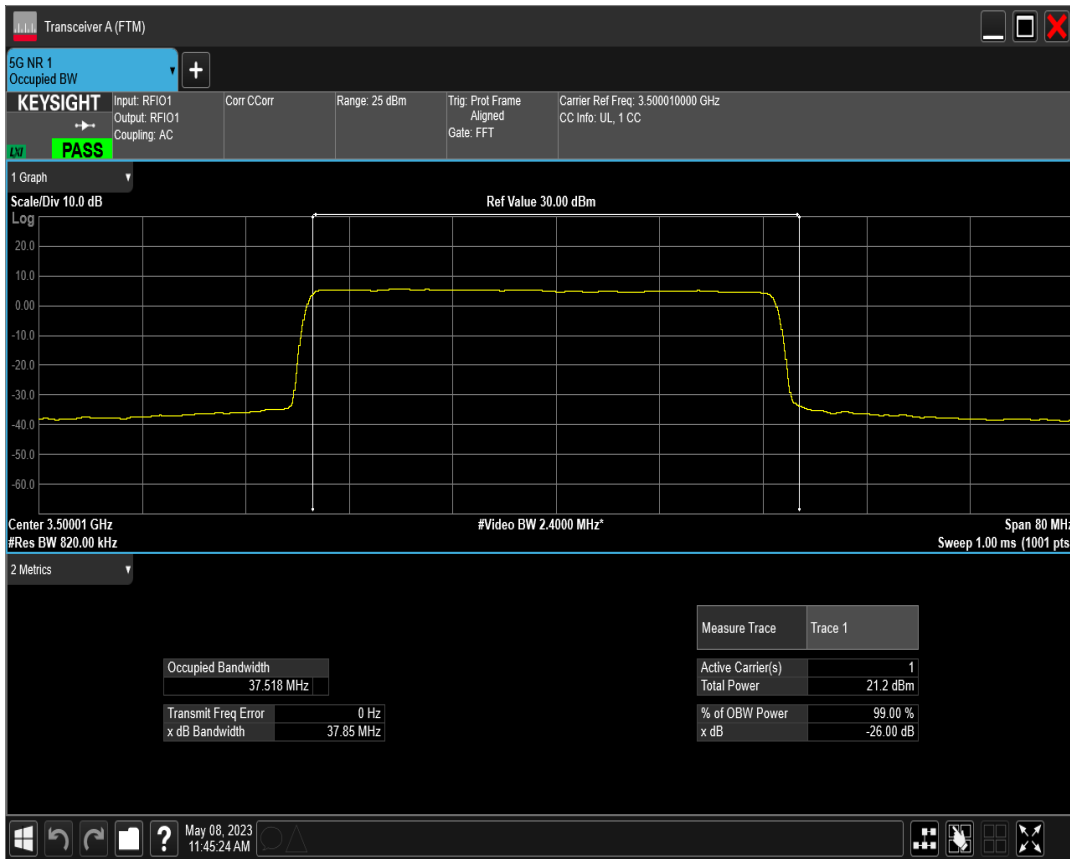 Transceiver A (FTM)
5G NR 1
Occupied BW
+
KEYSIGHT
LXI
PASS
Input: RFIO1
Output: RFIO1
Coupling: AC
Corr CCorr
Range: 25 dBm
Trig: Prot Frame
Aligned
Gate: FFT
Carrier Ref Freq: 3.500010000 GHz
CC Info: UL, 1 CC
1 Graph
Scale/Div 10.0 dB
Ref Value 30.00 dBm
Log
20.0
10.0
0.00
-10.0
-20.0
-30.0
-40.0
-50.0
-60.0
Center 3.50001 GHz
#Video BW 2.4000 MHz*
Span 80 MHz
#Res BW 820.00 kHz
Sweep 1.00 ms (1001 pts
2 Metrics
Measure Trace Trace 1
Occupied Bandwidth
37.518 MHz
Active Carrier(s) 1
Total Power 21.2 dBm
Transmit Freq Error 0 Hz
x dB Bandwidth 37.85 MHz
% of OBW Power 99.00 %
x dB -26.00 dB
?
May 08, 2023
11:45:24 AM